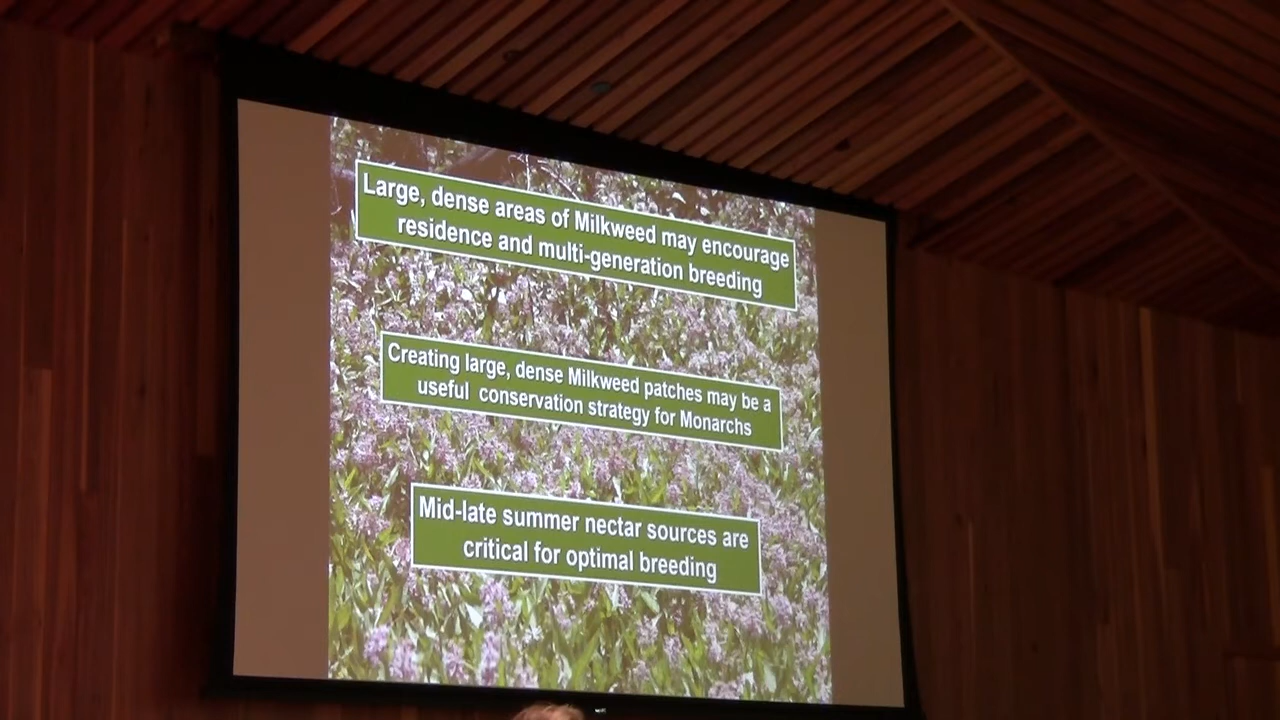 Large, dense areas of Milkweed may encourage
residence and multi-generation breeding
Creating large, dense Milkweed patches may be a
useful conservation strategy for Monarchs
Mid-late summer nectar sources are
critical for optimal breeding